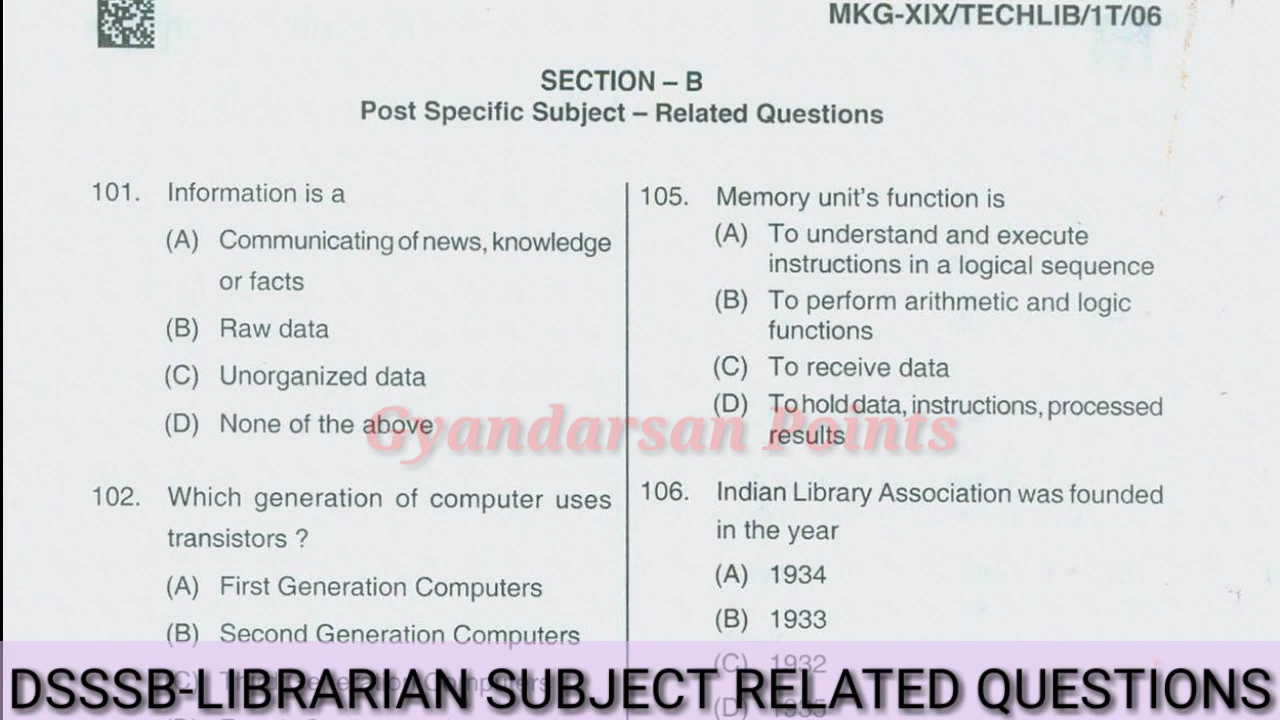 MKG-XIX/TECHLIB/1T/06
SECTION – B
Post Specific Subject – Related Questions
101. Information is a
(A) Communicating of news, knowledge
or facts
(B) Raw data
(C) Unorganized data
(D) None of the above
102. Which generation of computer uses
transistors ?
(A) First Generation Computers
(B) Second Generation Computers
(C) Third Generation Computers
105. Memory unit's function is
(A) To understand and execute
instructions in a logical sequence
(B) To perform arithmetic and logic
functions
(C) To receive data
(D) To hold data, instructions, processed
results
106. Indian Library Association was founded
in the year
(A) 1934
(B) 1933
(C) 1932
(D) 1935
Gyandarsan Points
DSSSB-LIBRARIAN SUBJECT RELATED QUESTIONS